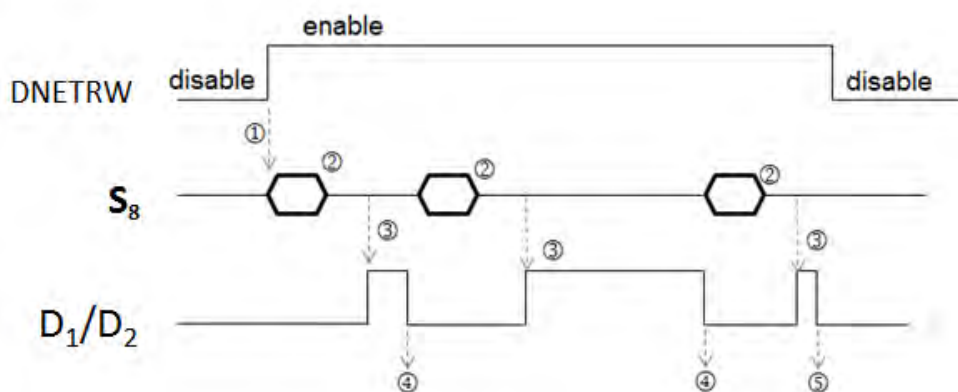 enable
disable
DNETRW
disable
①
② ② ②
S₈
③ ③ ③
D₁/D₂
④ ④ ⑤